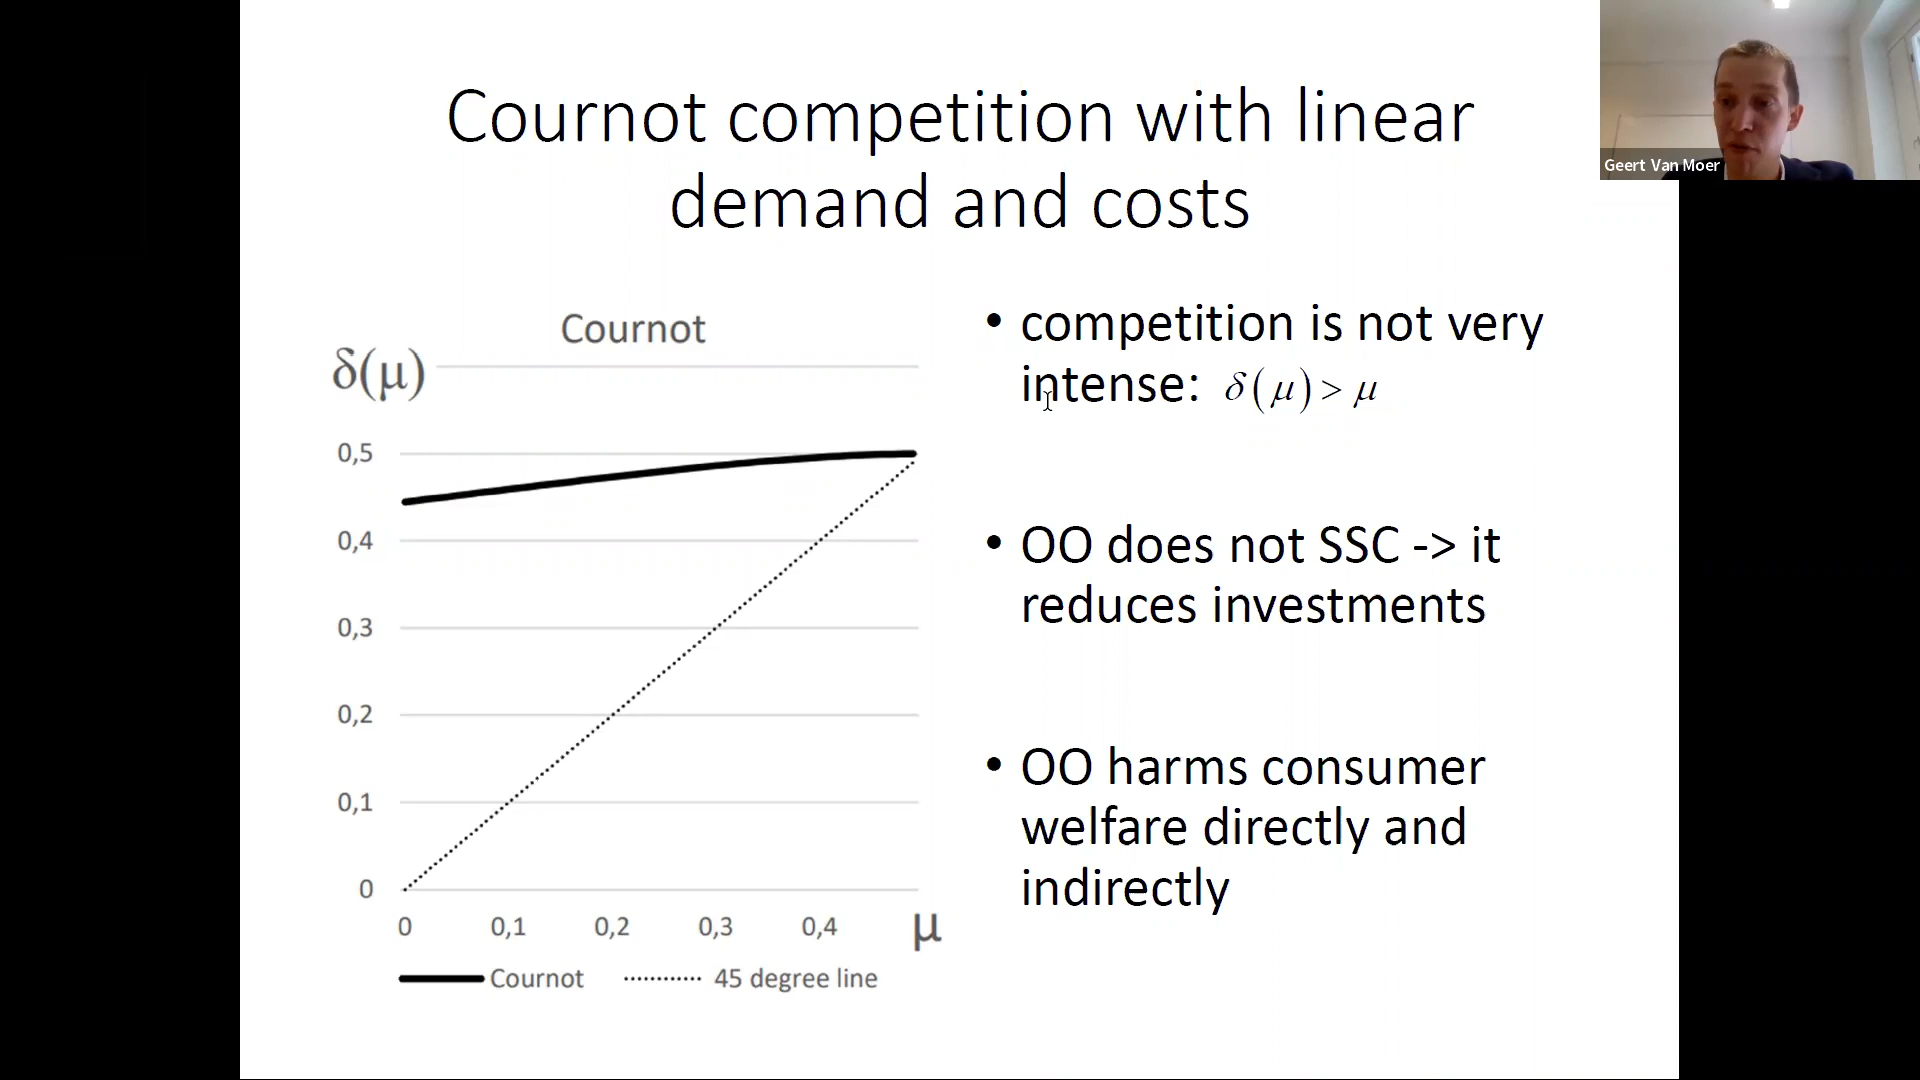 Cournot competition with linear
demand and costs
Geert Van Moer
Cournot
δ(μ)
0,5
0,4
0,3
0,2
0,1
0
0 0,1 0,2 0,3 0,4 μ
Cournot 45 degree line
• competition is not very
intense: δ(μ) > μ
• OO does not SSC -> it
reduces investments
• OO harms consumer
welfare directly and
indirectly